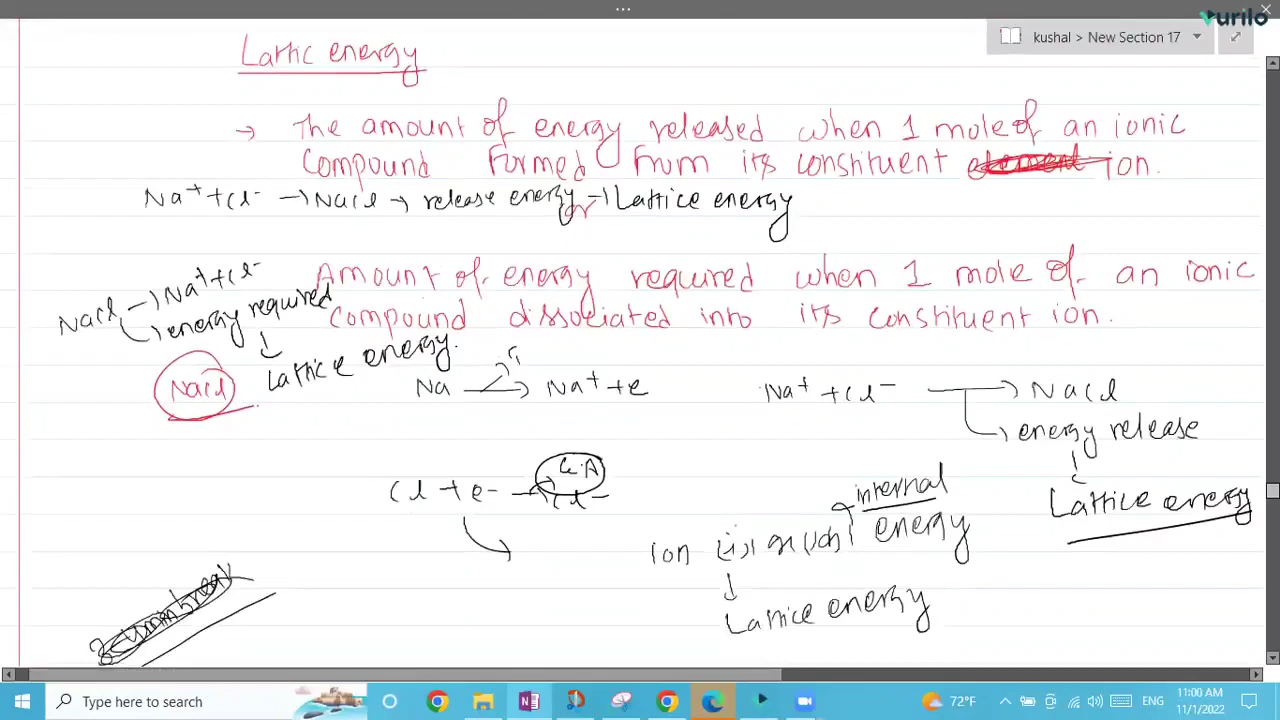 ...
vurilo
kushal > New Section 17
Lattic energy
→ The amount of energy released when 1 mole of an ionic
compound formed from its constituent ion.
Na⁺ + Cl⁻ → NaCl → release energy → Lattice energy
or
Amount of energy required when 1 mole of an ionic
compound dissociated into its constituent ion.
NaCl → Na⁺ + Cl⁻
→ energy required
↓
Lattice energy.
NaCl
Na → Na⁺ + e
Na⁺ + Cl⁻ → NaCl
→ energy release
↓
Lattice energy
Cl + e⁻ → Cl⁻
internal
ion energy
↓
Lattice energy
Type here to search
72°F
ENG
11:00 AM
11/1/2022